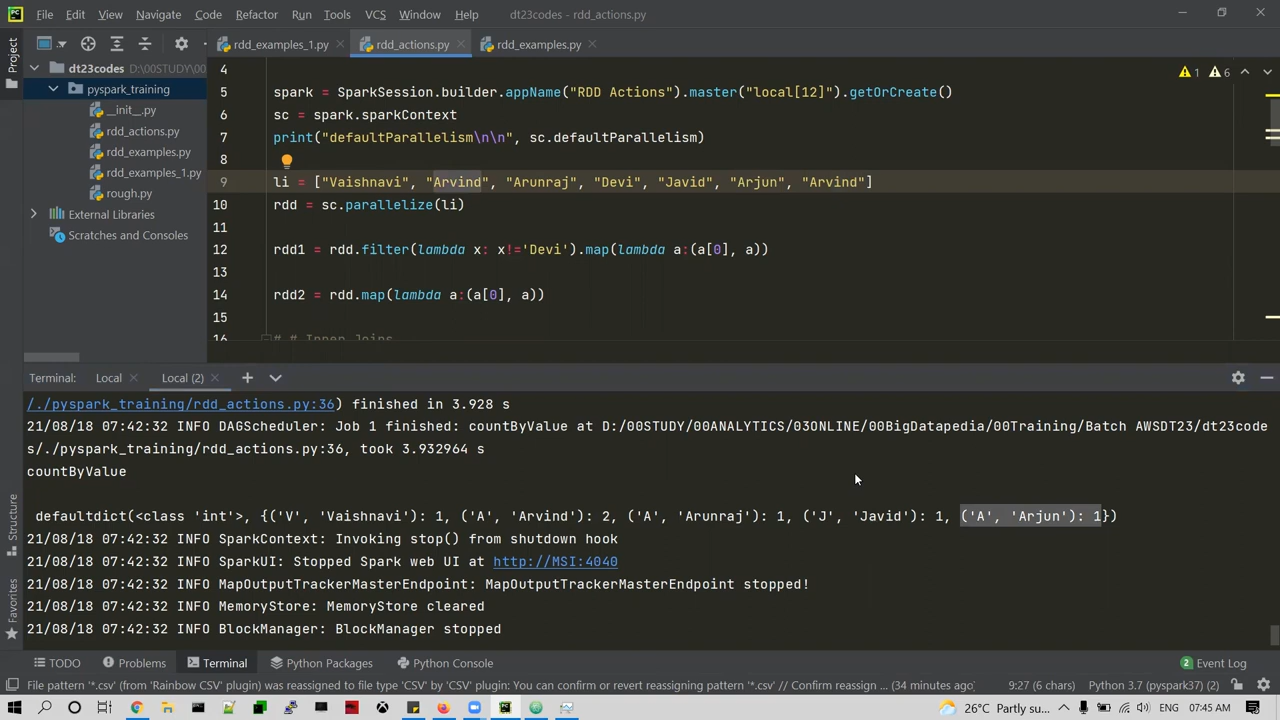 File Edit View Navigate Code Refactor Run Tools VCS Window Help dt23codes - rdd_actions.py
Project
rdd_examples_1.py rdd_actions.py rdd_examples.py
dt23codes D:\00STUDY\00
pyspark_training
__init__.py
rdd_actions.py
rdd_examples.py
rdd_examples_1.py
rough.py
External Libraries
Scratches and Consoles
1 6
4
5 spark = SparkSession.builder.appName("RDD Actions").master("local[12]").getOrCreate()
6 sc = spark.sparkContext
7 print("defaultParallelism\n\n", sc.defaultParallelism)
8
9 li = ["Vaishnavi", "Arvind", "Arunraj", "Devi", "Javid", "Arjun", "Arvind"]
10 rdd = sc.parallelize(li)
11
12 rdd1 = rdd.filter(lambda x: x!='Devi').map(lambda a:(a[0], a))
13
14 rdd2 = rdd.map(lambda a:(a[0], a))
15
16 # # Inner Joins
Terminal: Local Local (2)
/./pyspark_training/rdd_actions.py:36) finished in 3.928 s
21/08/18 07:42:32 INFO DAGScheduler: Job 1 finished: countByValue at D:/00STUDY/00ANALYTICS/03ONLINE/00BigDatapedia/00Training/Batch AWSDT23/dt23code
s/./pyspark_training/rdd_actions.py:36, took 3.932964 s
countByValue
defaultdict(<class 'int'>, {('V', 'Vaishnavi'): 1, ('A', 'Arvind'): 2, ('A', 'Arunraj'): 1, ('J', 'Javid'): 1, ('A', 'Arjun'): 1})
21/08/18 07:42:32 INFO SparkContext: Invoking stop() from shutdown hook
21/08/18 07:42:32 INFO SparkUI: Stopped Spark web UI at http://MSI:4040
21/08/18 07:42:32 INFO MapOutputTrackerMasterEndpoint: MapOutputTrackerMasterEndpoint stopped!
21/08/18 07:42:32 INFO MemoryStore: MemoryStore cleared
21/08/18 07:42:32 INFO BlockManager: BlockManager stopped
Structure
Favorites
TODO Problems Terminal Python Packages Python Console 2 Event Log
File pattern '*.csv' (from 'Rainbow CSV' plugin) was reassigned to file type 'CSV' by 'CSV' plugin: You can confirm or revert reassigning pattern '*.csv' // Confirm reassign ... (34 minutes ago) 9:27 (6 chars) Python 3.7 (pyspark37) (2)
26°C Partly su... ENG 07:45 AM